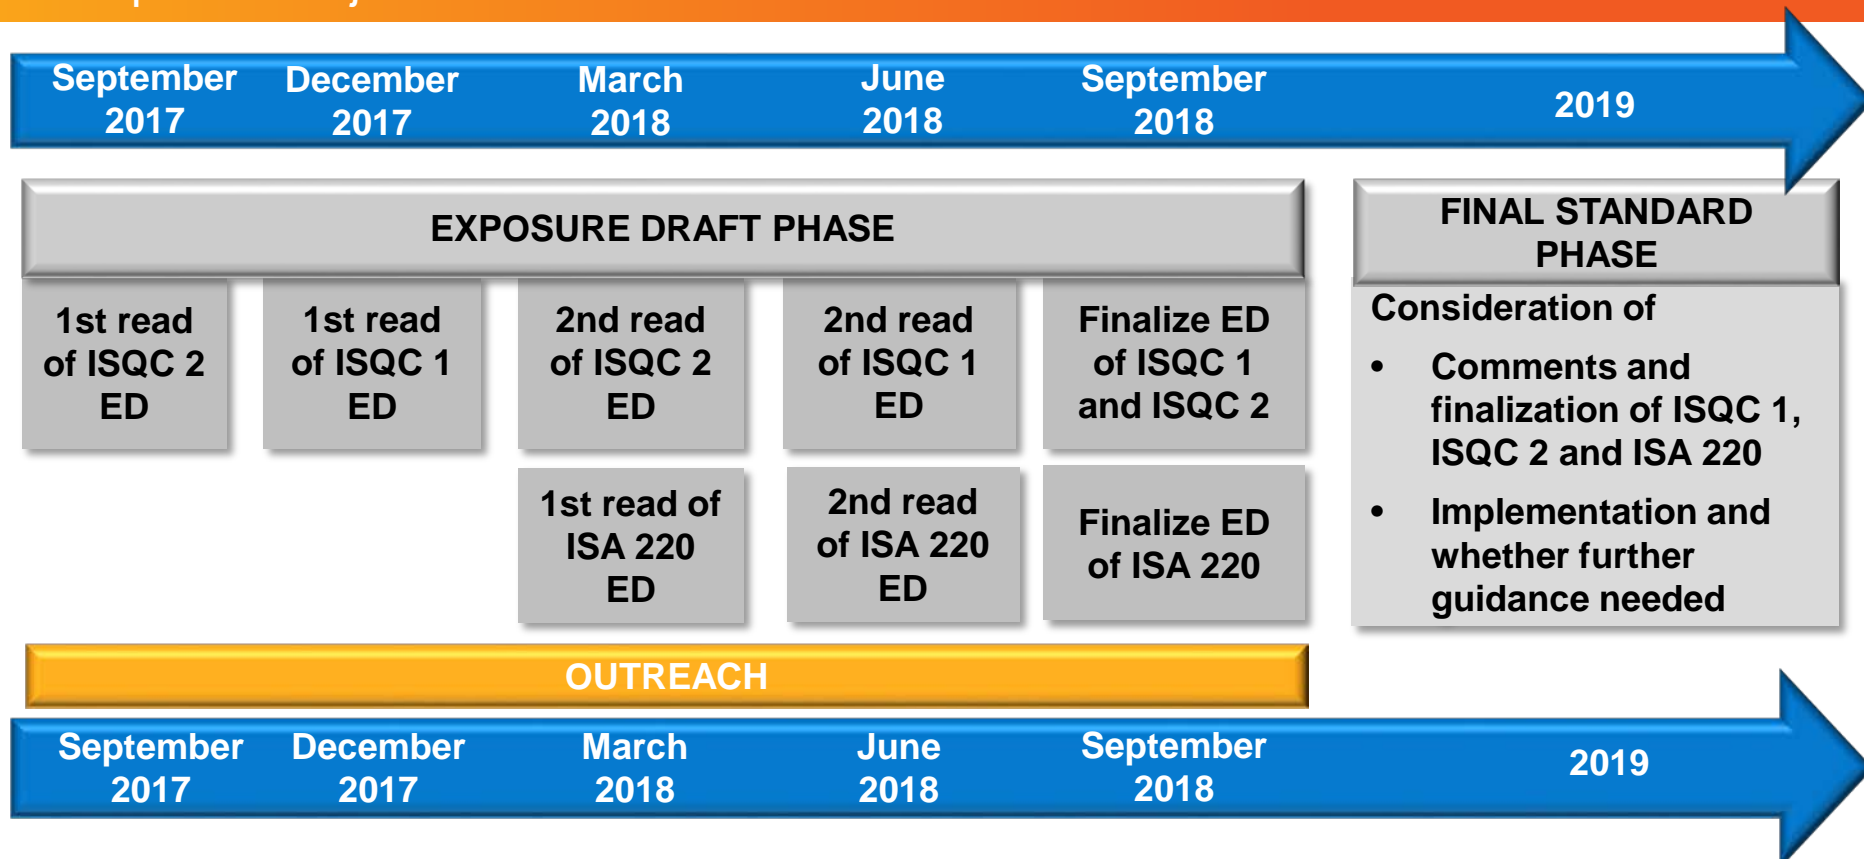 September
2017
December
2017
March
2018
June
2018
September
2018
2019
EXPOSURE DRAFT PHASE
FINAL STANDARD
PHASE
1st read
of ISQC 2
ED
1st read
of ISQC 1
ED
2nd read
of ISQC 2
ED
2nd read
of ISQC 1
ED
Finalize ED
of ISQC 1
and ISQC 2
1st read of
ISA 220
ED
2nd read
of ISA 220
ED
Finalize ED
of ISA 220
Consideration of
• Comments and
finalization of ISQC 1,
ISQC 2 and ISA 220
• Implementation and
whether further
guidance needed
OUTREACH
September
2017
December
2017
March
2018
June
2018
September
2018
2019